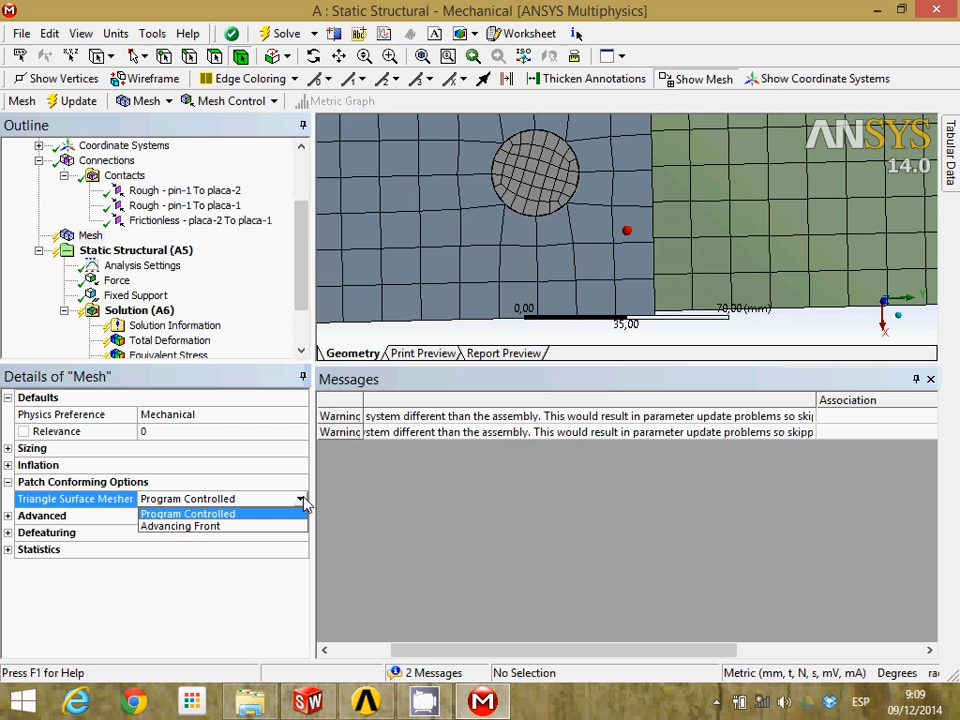 A : Static Structural - Mechanical [ANSYS Multiphysics]
File Edit View Units Tools Help Solve Worksheet
Show Vertices Wireframe Edge Coloring Thicken Annotations Show Mesh Show Coordinate Systems
Mesh Update Mesh Mesh Control Metric Graph
Outline
Coordinate Systems
Connections
Contacts
Rough - pin-1 To placa-2
Rough - pin-1 To placa-1
Frictionless - placa-2 To placa-1
Mesh
Static Structural (A5)
Analysis Settings
Force
Fixed Support
Solution (A6)
Solution Information
Total Deformation
Equivalent Stress
ANSYS
14.0
0,00 70,00 (mm)
35,00
Y
X
Tabular Data
Geometry Print Preview Report Preview
Details of "Mesh"
Defaults
Physics Preference Mechanical
Relevance 0
Sizing
Inflation
Patch Conforming Options
Triangle Surface Mesher Program Controlled
Program Controlled
Advancing Front
Advanced
Defeaturing
Statistics
Messages
Association
Warning system different than the assembly. This would result in parameter update problems so skip
Warning stem different than the assembly. This would result in parameter update problems so skipp
Press F1 for Help 2 Messages No Selection Metric (mm, t, N, s, mV, mA) Degrees ra
ESP
9:09
09/12/2014